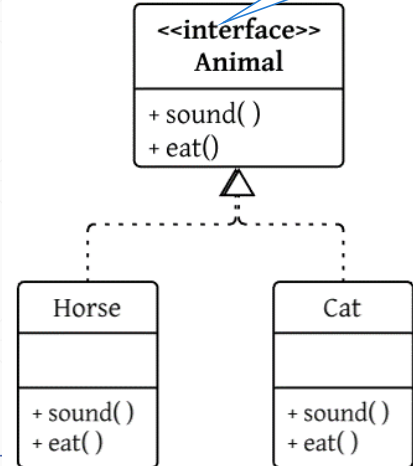 <<interface>>
Animal
+ sound( )
+ eat()
Horse
+ sound( )
+ eat( )
Cat
+ sound( )
+ eat( )